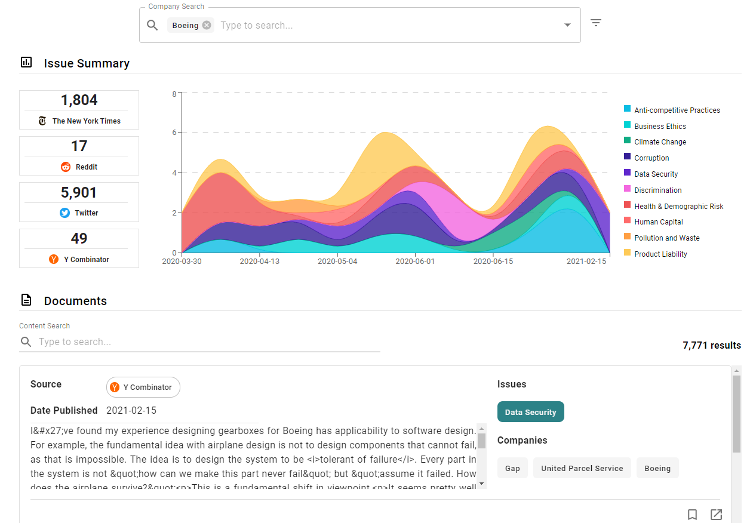 Company Search
Boeing
Type to search...
Issue Summary
1,804
The New York Times
17
Reddit
5,901
Twitter
49
Y Combinator
8
6
4
2
0
2020-03-30
2020-04-13
2020-05-04
2020-06-01
2020-06-15
2021-02-15
Anti-competitive Practices
Business Ethics
Climate Change
Corruption
Data Security
Discrimination
Health & Demographic Risk
Human Capital
Pollution and Waste
Product Liability
Documents
Content Search
Type to search...
7,771 results
Source
Y Combinator
Date Published 2021-02-15
I&#x27;ve found my experience designing gearboxes for Boeing has applicability to software design.
For example, the fundamental idea with airplane design is not to design components that cannot fail,
as that is impossible. The idea is to design the system to be <i>tolerant of failure</i>. Every part in
the system is not &quot;how can we make this part never fail&quot; but &quot;assume it failed. How
does the airplane survive?&quot;<p>This is a fundamental shift in viewpoint.<p>It seems pretty well
Issues
Data Security
Companies
Gap
United Parcel Service
Boeing